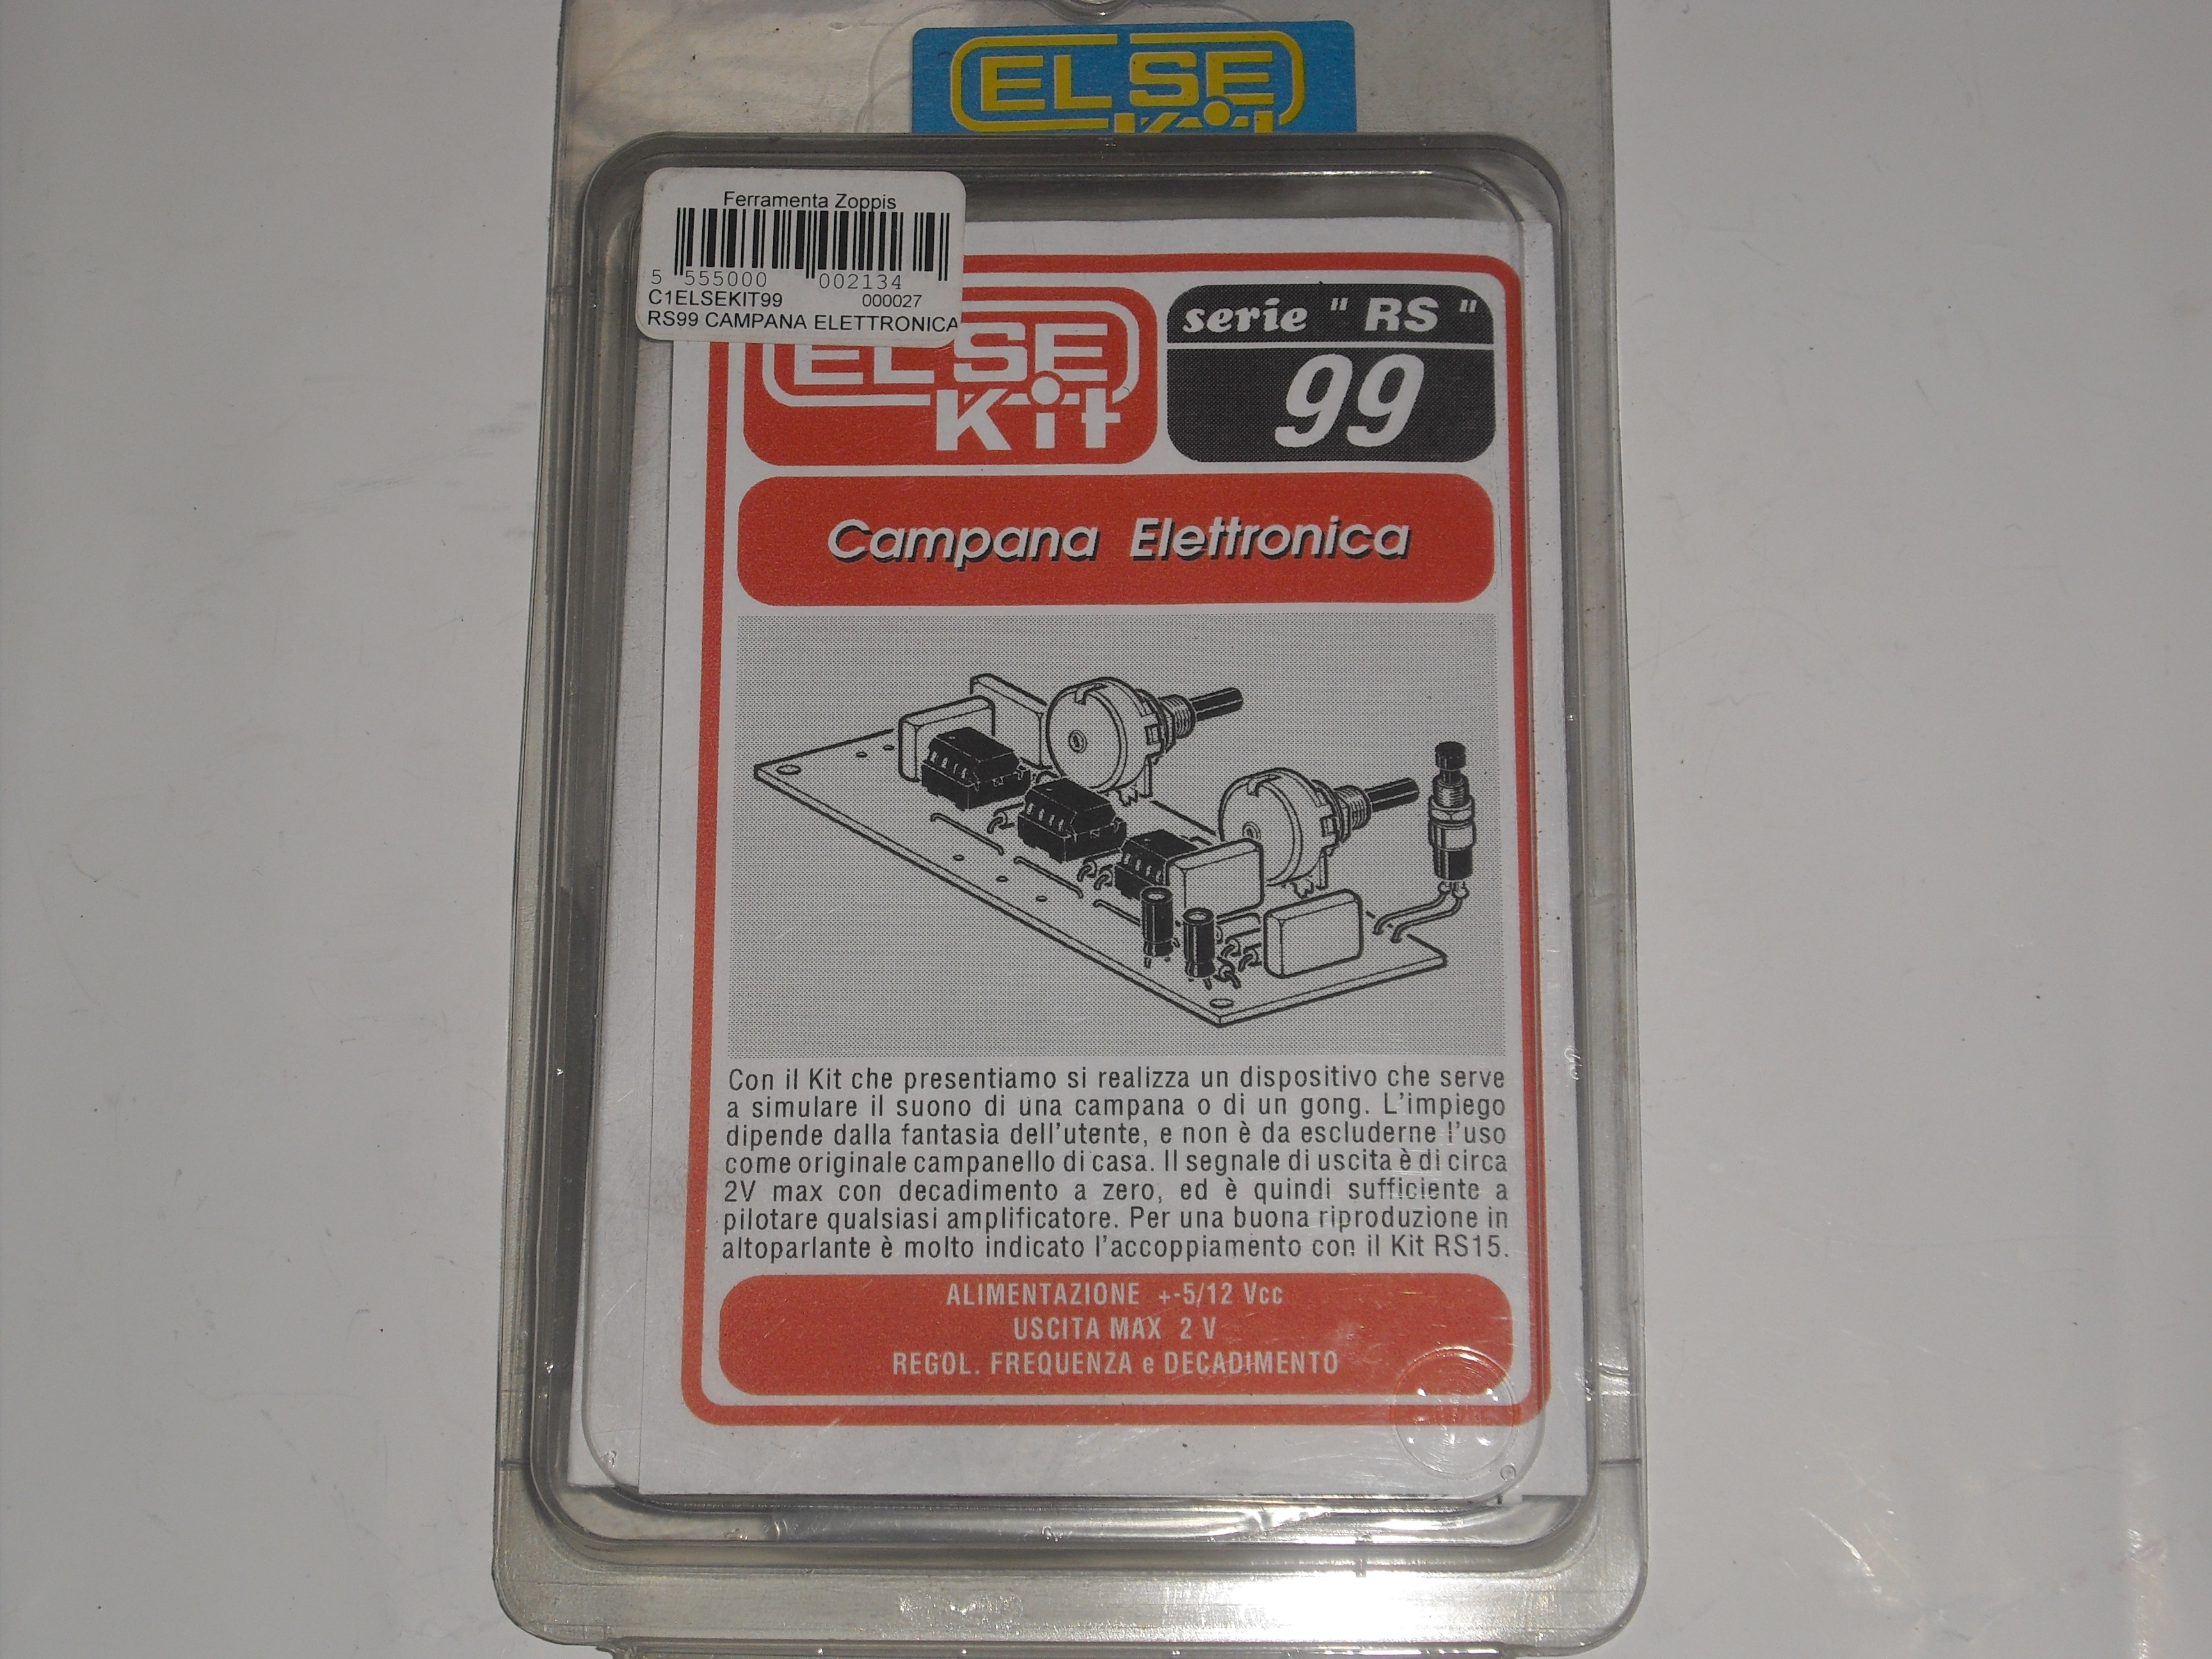 ELSE
Kit
Ferramenta Zoppis
5 555000 002134
C1ELSEKIT99 000027
RS99 CAMPANA ELETTRONICA
ELSE
Kit
serie " RS "
99
Campana Elettronica
Con il Kit che presentiamo si realizza un dispositivo che serve
a simulare il suono di una campana o di un gong. L'impiego
dipende dalla fantasia dell'utente, e non è da escluderne l'uso
come originale campanello di casa. Il segnale di uscita è di circa
2V max con decadimento a zero, ed è quindi sufficiente a
pilotare qualsiasi amplificatore. Per una buona riproduzione in
altoparlante è molto indicato l'accoppiamento con il Kit RS15.
ALIMENTAZIONE +-5/12 Vcc
USCITA MAX 2 V
REGOL. FREQUENZA e DECADIMENTO